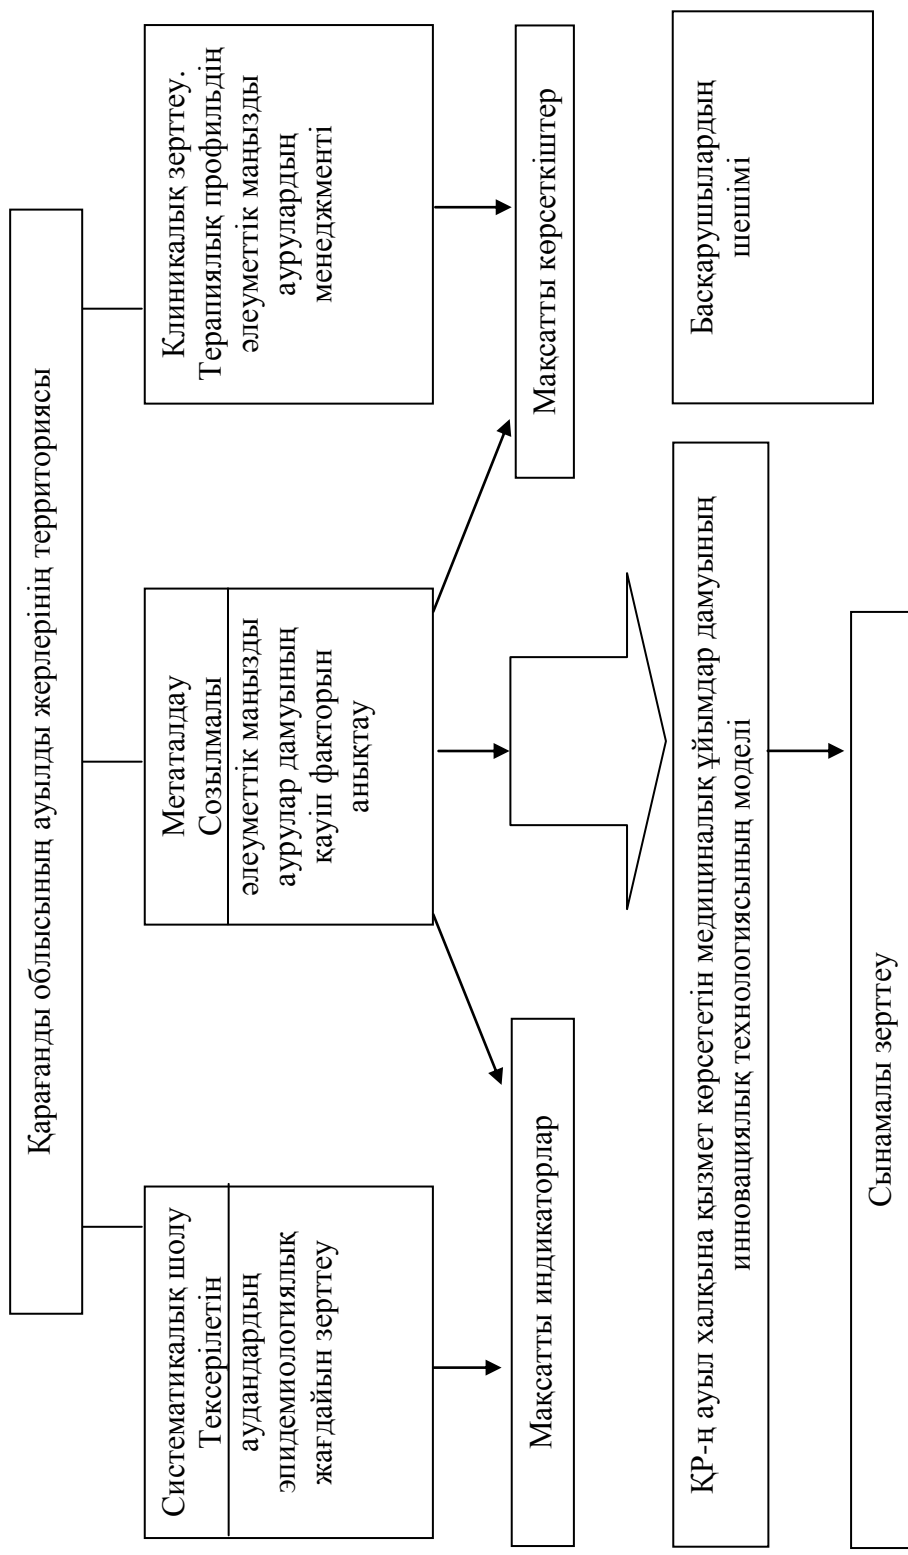 Қарағанды облысының ауылды жерлерінің территориясы
Систематикалық шолу
Тексерілетін
аудандардың
эпидемиологиялық
жағдайын зерттеу
Метаталдау
Созылмалы
әлеуметтік маңызды
аурулар дамуының
қауіп факторын
анықтау
Клиникалық зерттеу.
Терапиялық профильдің
әлеуметтік маңызды
аурулардың
менеджменті
Мақсатты индикаторлар
Мақсатты көрсеткіштер
ҚР-ң ауыл халқына қызмет көрсететін медициналық ұйымдар дамуының
инновациялық технологиясының моделі
Басқарушылардың
шешімі
Сынамалы зерттеу